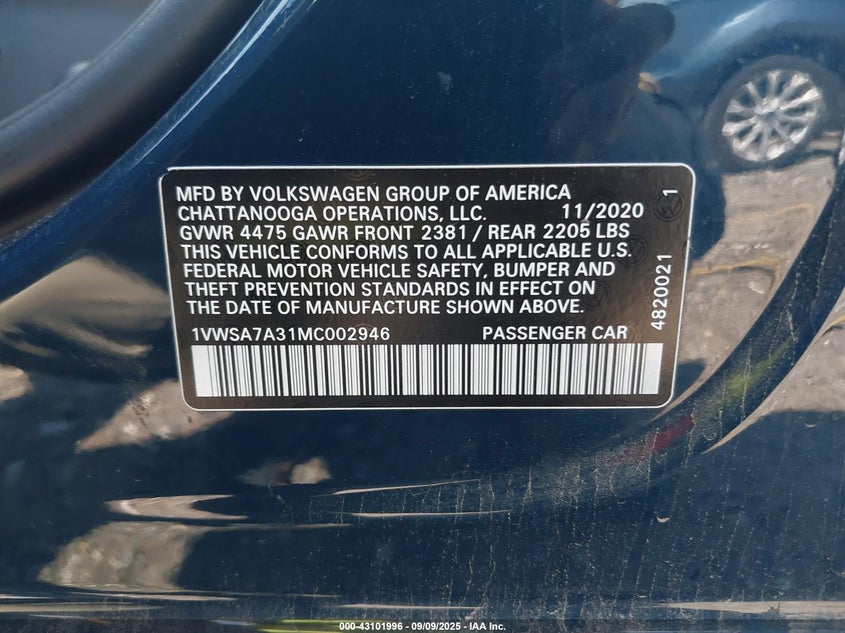 MFD BY VOLKSWAGEN GROUP OF AMERICA
CHATTANOOGA OPERATIONS, LLC. 11/2020
GVWR 4475 GAWR FRONT 2381 / REAR 2205 LBS
THIS VEHICLE CONFORMS TO ALL APPLICABLE U.S.
FEDERAL MOTOR VEHICLE SAFETY, BUMPER AND
THEFT PREVENTION STANDARDS IN EFFECT ON
THE DATE OF MANUFACTURE SHOWN ABOVE.
1VWSA7A31MC002946 PASSENGER CAR
4820021 1
000-43101996 - 09/09/2025 - IAA Inc.